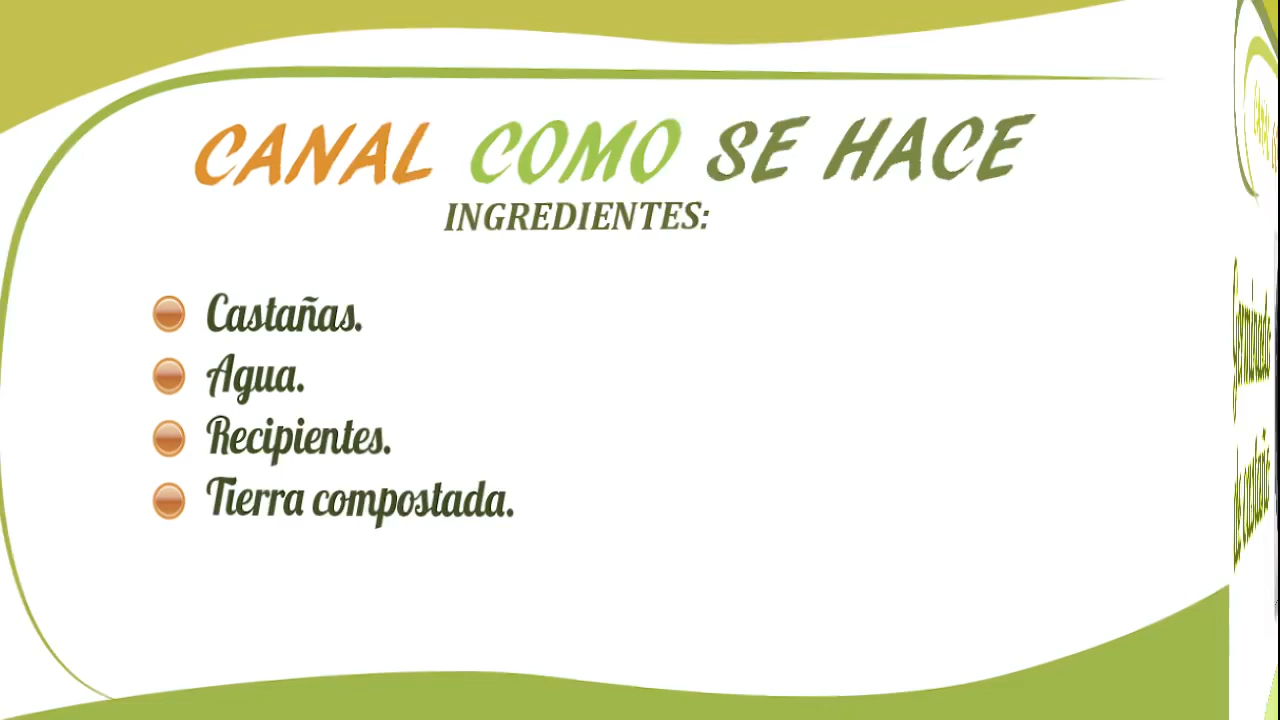 CANAL COMO SE HACE
INGREDIENTES:
Castañas.
Agua.
Recipientes.
Tierra compostada.